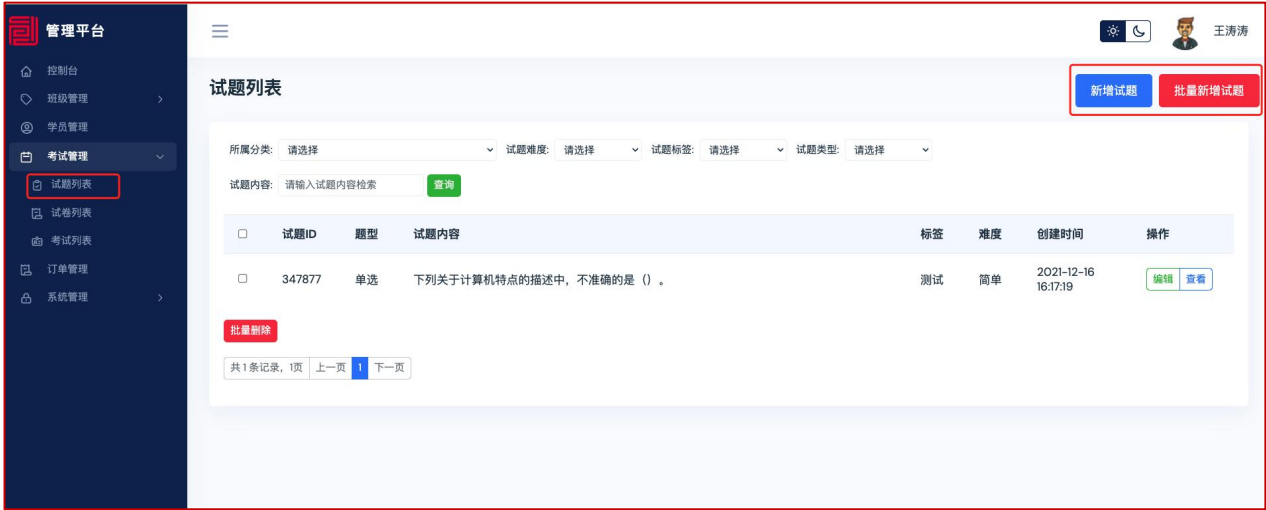 管理平台
王涛涛
控制台
班级管理
学员管理
考试管理
试题列表
试卷列表
考试列表
订单管理
系统管理
试题列表
新增试题 批量新增试题
所属分类: 请选择 试题难度: 请选择 试题标签: 请选择 试题类型: 请选择
试题内容: 请输入试题内容检索 查询
试题ID 题型 试题内容 标签 难度 创建时间 操作
347877 单选 下列关于计算机特点的描述中，不准确的是（）。 测试 简单 2021-12-16 编辑 查看
16:17:19
批量删除
共1条记录，1页 上一页 1 下一页